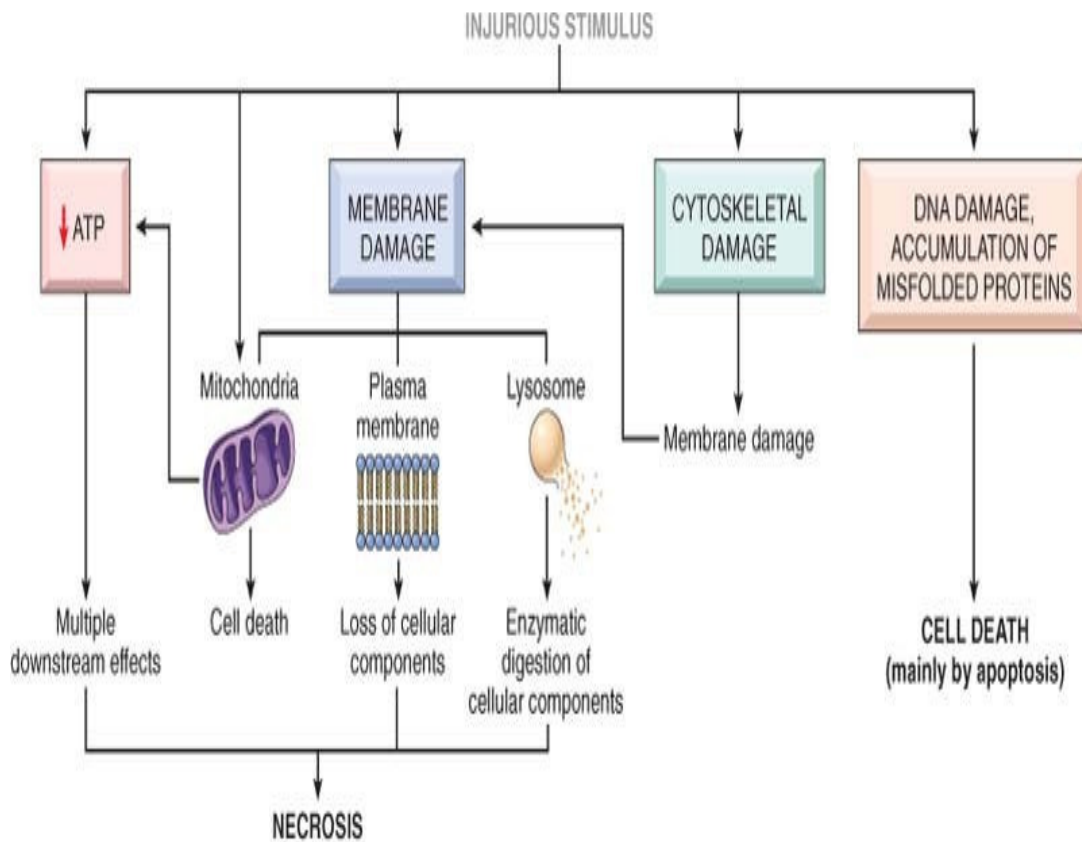 INJURIOUS STIMULUS
↓ ATP
MEMBRANE
DAMAGE
CYTOSKELETAL
DAMAGE
DNA DAMAGE,
ACCUMULATION OF
MISFOLDED PROTEINS
Mitochondria
Plasma
membrane
Lysosome
Membrane damage
Multiple
downstream effects
Cell death
Loss of cellular
components
Enzymatic
digestion of
cellular components
CELL DEATH
(mainly by apoptosis)
NECROSIS